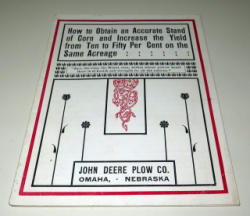 How to Obtain an Accurate Stand
of Corn and Increase the Yield
from Ten to Fifty Per Cent on the
Same Acreage : : : : : :
JOHN DEERE PLOW CO.
OMAHA, - NEBRASKA